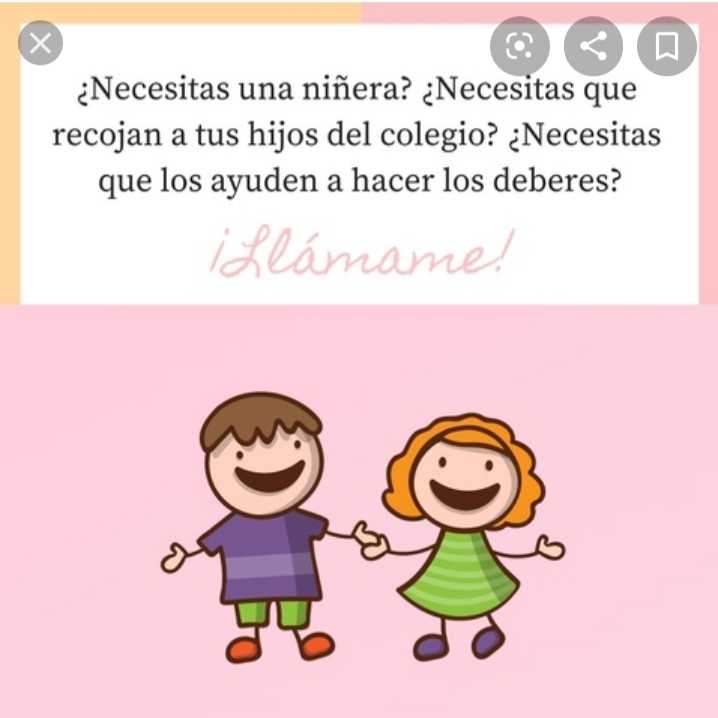 ¿Necesitas una niñera? ¿Necesitas que
recojan a tus hijos del colegio? ¿Necesitas
que los ayuden a hacer los deberes?
¡Llámame!